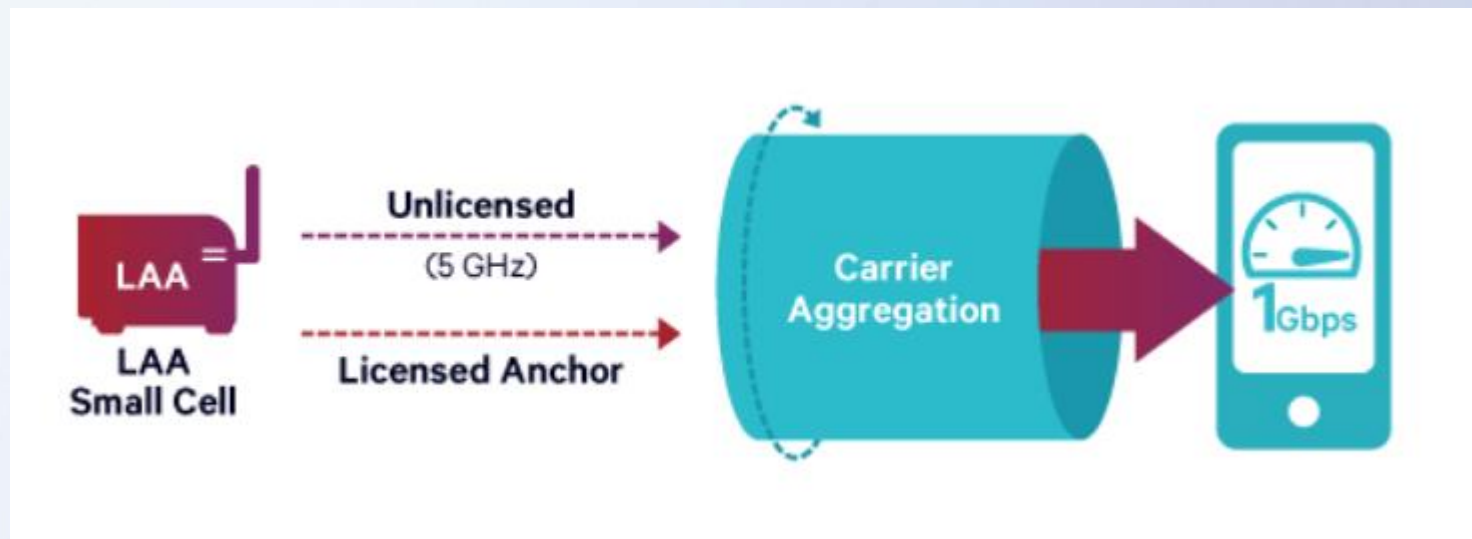 LAA
LAA
Small Cell
Unlicensed
(5 GHz)
Licensed Anchor
Carrier
Aggregation
1Gbps